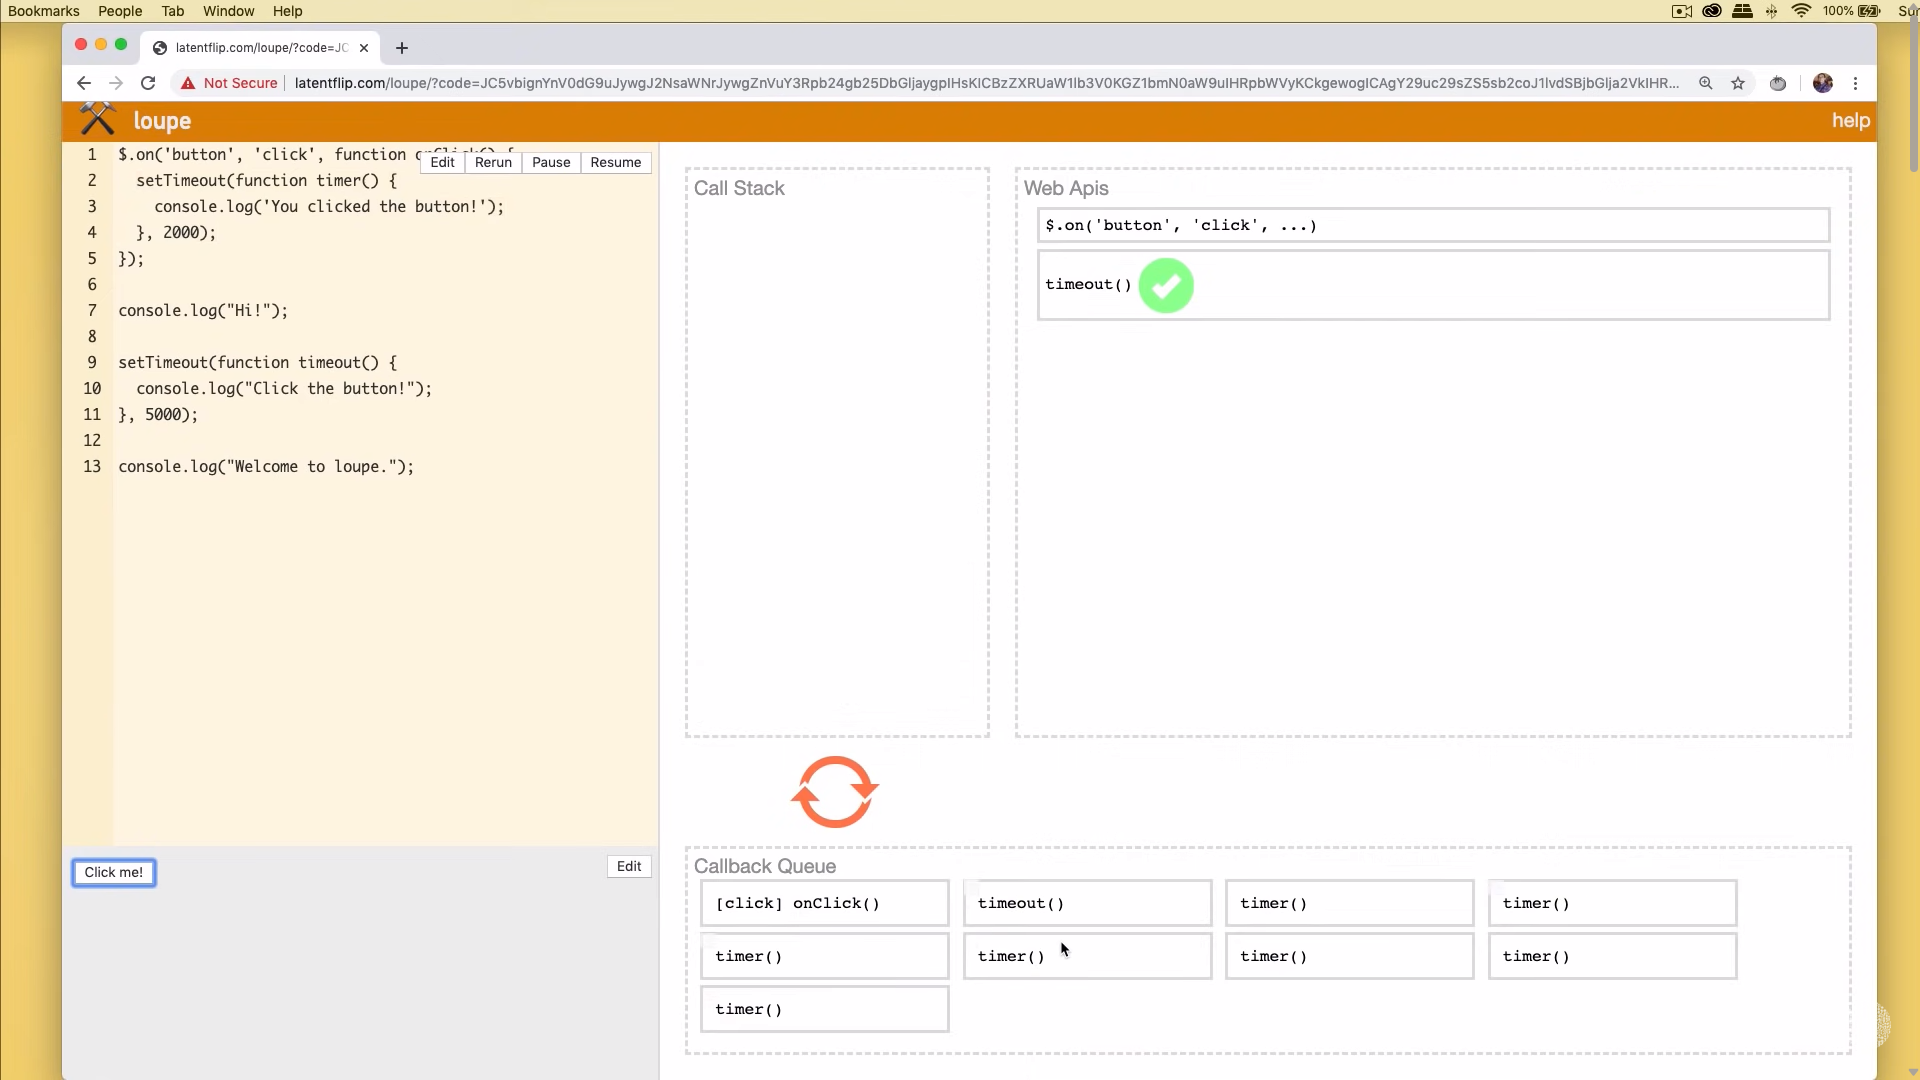 Bookmarks People Tab Window Help 100% Sun
latentflip.com/loupe/?code=JC
Not Secure latentflip.com/loupe/?code=JC5vbignYnV0dG9uJywgJ2NsaWNrJywgZnVuY3Rpb24gb25DbGljaygpIHsKICBzZXRUaW1lb3V0KGZ1bmN0aW9uIHRpbWVyKCkgewogICAgY29uc29sZS5sb2coJ1lvdSBjbGlja2VkIHR...
loupe help
1 $.on('button', 'click', function onClick() {
Edit Rerun Pause Resume
2 setTimeout(function timer() {
3 console.log('You clicked the button!');
4 }, 2000);
5 });
6
7 console.log("Hi!");
8
9 setTimeout(function timeout() {
10 console.log("Click the button!");
11 }, 5000);
12
13 console.log("Welcome to loupe.");
Click me! Edit
Call Stack
Web Apis
$.on('button', 'click', ...)
timeout()
Callback Queue
[click] onClick() timeout() timer() timer()
timer() timer() timer() timer()
timer()